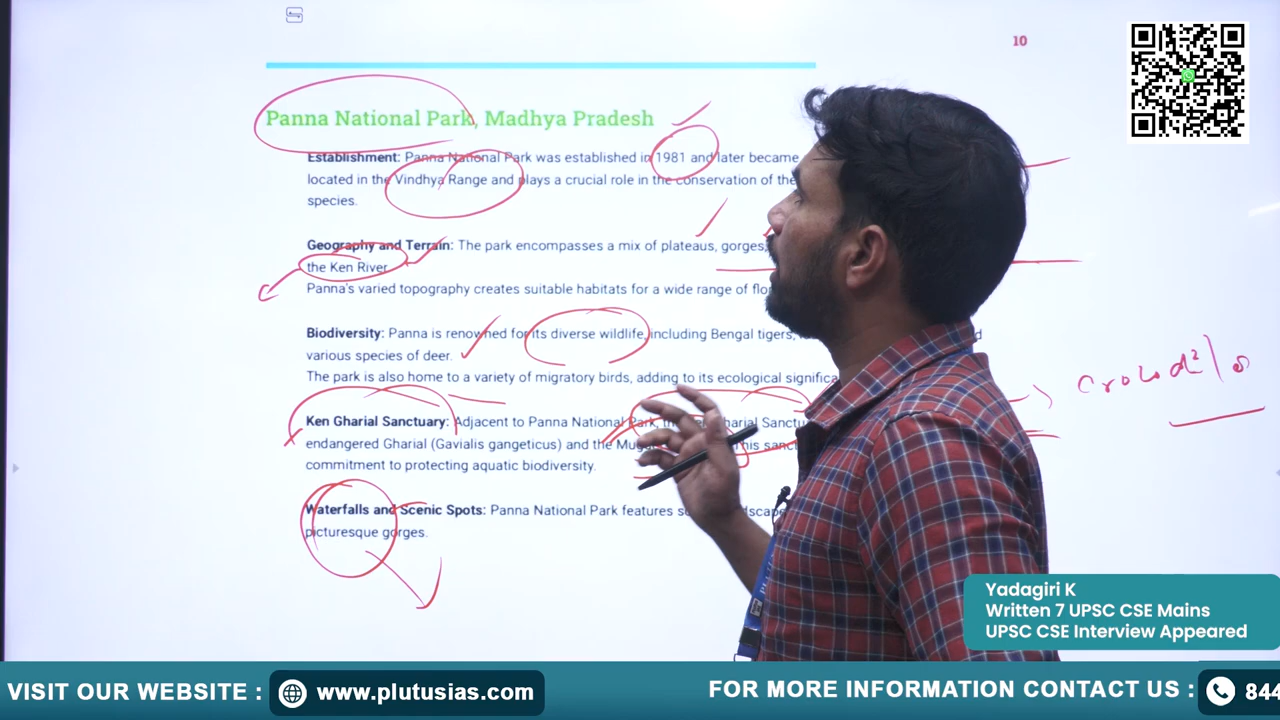 10
Panna National Park, Madhya Pradesh
Establishment: Panna National Park was established in 1981 and later became
located in the Vindhya Range and plays a crucial role in the conservation of the
species.
Geography and Terrain: The park encompasses a mix of plateaus, gorges,
the Ken River
Panna's varied topography creates suitable habitats for a wide range of
Biodiversity: Panna is renowned for its diverse wildlife, including Bengal tigers,
various species of deer.
The park is also home to a variety of migratory birds, adding to its ecological
Ken Gharial Sanctuary: Adjacent to Panna National Park,
endangered Gharial (Gavialis gangeticus) and the
commitment to protecting aquatic biodiversity.
Waterfalls and Scenic Spots: Panna National Park features
picturesque gorges.
Yadagiri K
Written 7 UPSC CSE Mains
UPSC CSE Interview Appeared
VISIT OUR WEBSITE : www.plutusias.com FOR MORE INFORMATION CONTACT US : 844